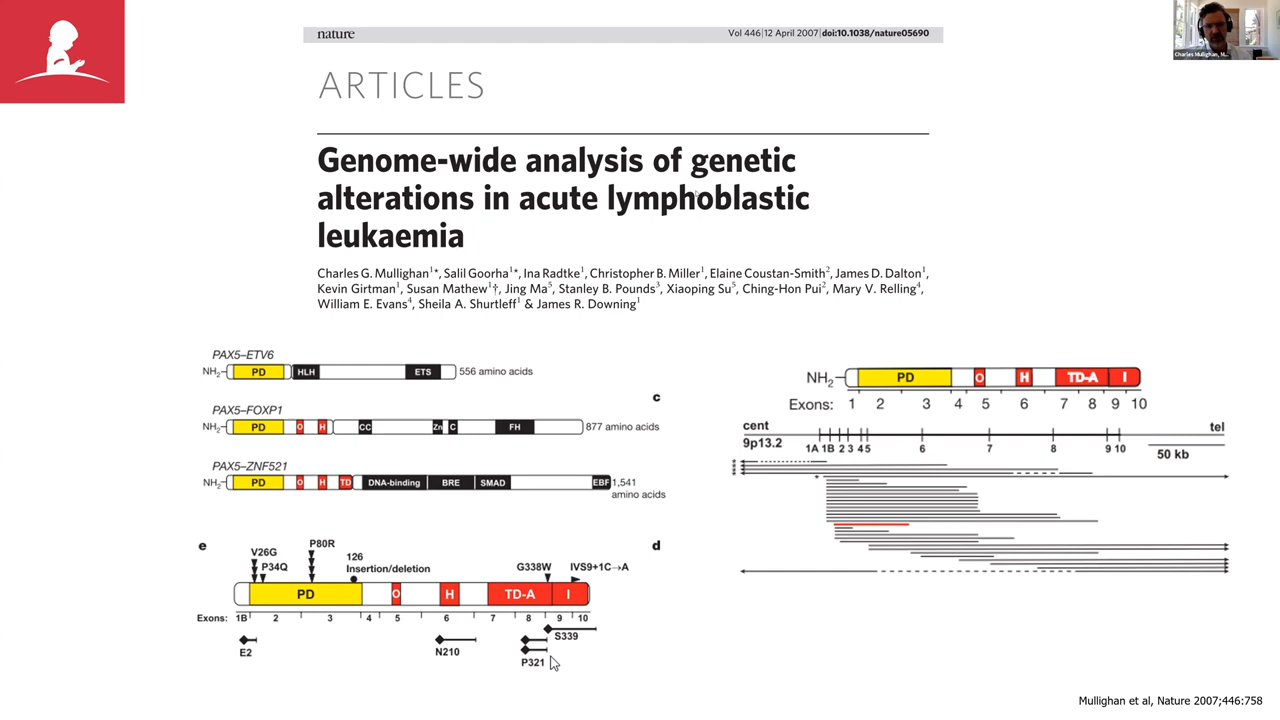 nature
Vol 446|12 April 2007|doi:10.1038/nature05690
ARTICLES
Genome-wide analysis of genetic
alterations in acute lymphoblastic
leukaemia
Charles G. Mullighan1*, Salil Goorha1*, Ina Radtke1, Christopher B. Miller1, Elaine Coustan-Smith2, James D. Dalton1,
Kevin Girtman1, Susan Mathew1†, Jing Ma5, Stanley B. Pounds3, Xiaoping Su5, Ching-Hon Pui2, Mary V. Relling4,
William E. Evans4, Sheila A. Shurtleff1 & James R. Downing1
Charles Mullighan, M...
PAX5–ETV6
NH2– PD HLH ETS 556 amino acids
c
PAX5–FOXP1
NH2– PD O H CC Zn C FH 877 amino acids
PAX5–ZNF521
NH2– PD O H TD DNA-binding BRE SMAD EBF 1,541
amino acids
e
V26G
P34Q
P80R
126
Insertion/deletion
G338W
IVS9+1C→A
PD O H TD-A I
Exons: 1B 2 3 4 5 6 7 8 9 10
E2
N210
P321
S339
d
NH2– PD O H TD-A I
Exons: 1 2 3 4 5 6 7 8 9 10
cent
tel
9p13.2
1A 1B 2 3 4 5 6 7 8 9 10
50 kb
Mullighan et al, Nature 2007;446:758